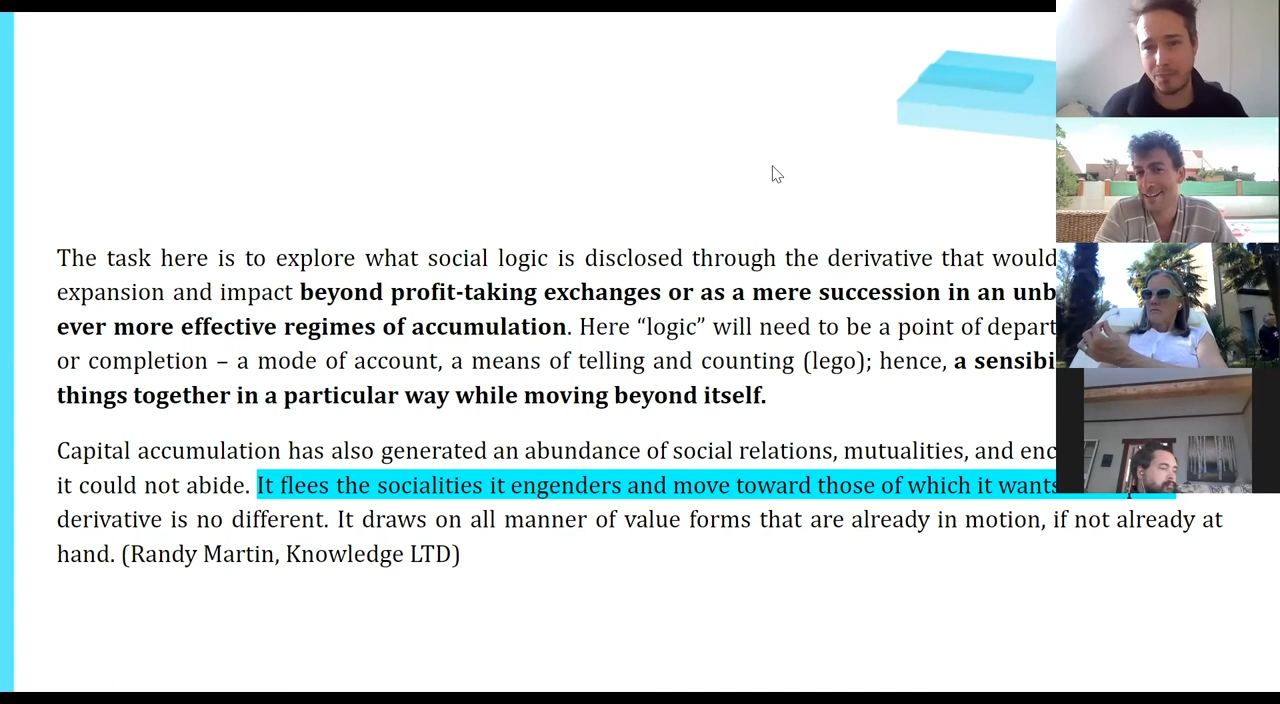 The task here is to explore what social logic is disclosed through the derivative that would
expansion and impact beyond profit-taking exchanges or as a mere succession in an unb
ever more effective regimes of accumulation. Here “logic” will need to be a point of depart
or completion – a mode of account, a means of telling and counting (lego); hence, a sensibi
things together in a particular way while moving beyond itself.
Capital accumulation has also generated an abundance of social relations, mutualities, and enc
it could not abide. It flees the socialities it engenders and move toward those of which it wants
derivative is no different. It draws on all manner of value forms that are already in motion, if not already at
hand. (Randy Martin, Knowledge LTD)